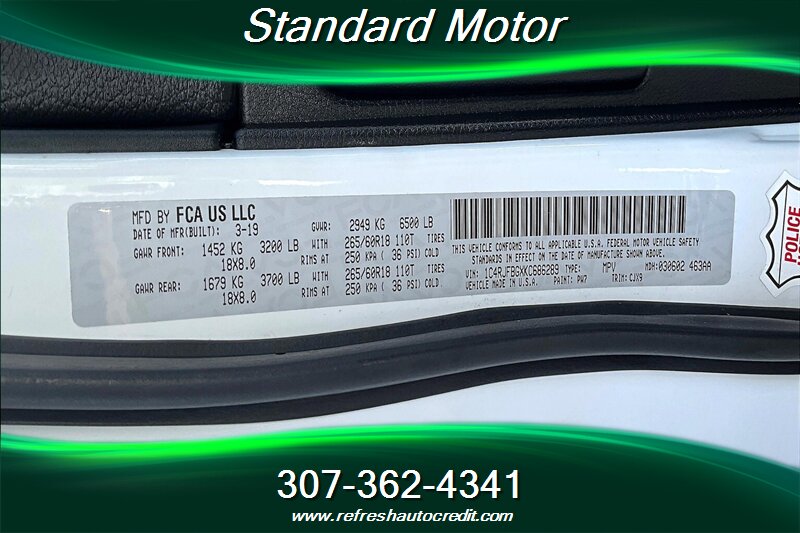 Standard Motor
MFD BY FCA US LLC
DATE OF MFR(BUILT): 3-19
GVWR: 2949 KG 6500 LB
GAWR FRONT: 1452 KG 3200 LB WITH 265/60R18 110T TIRES
18X8.0 RIMS AT 250 KPA ( 36 PSI) COLD
GAWR REAR: 1679 KG 3700 LB WITH 265/60R18 110T TIRES
18X8.0 RIMS AT 250 KPA ( 36 PSI) COLD
THIS VEHICLE CONFORMS TO ALL APPLICABLE U.S.A. FEDERAL MOTOR VEHICLE SAFETY
STANDARDS IN EFFECT ON THE DATE OF MANUFACTURE SHOWN ABOVE.
VIN: 1C4RJFBGXKC686289 TYPE: MPV MDH:030602 463AA
VEHICLE MADE IN U.S.A. PAINT: PW7 TRIM: CJX9
POLICE
307-362-4341
www.refreshautocredit.com